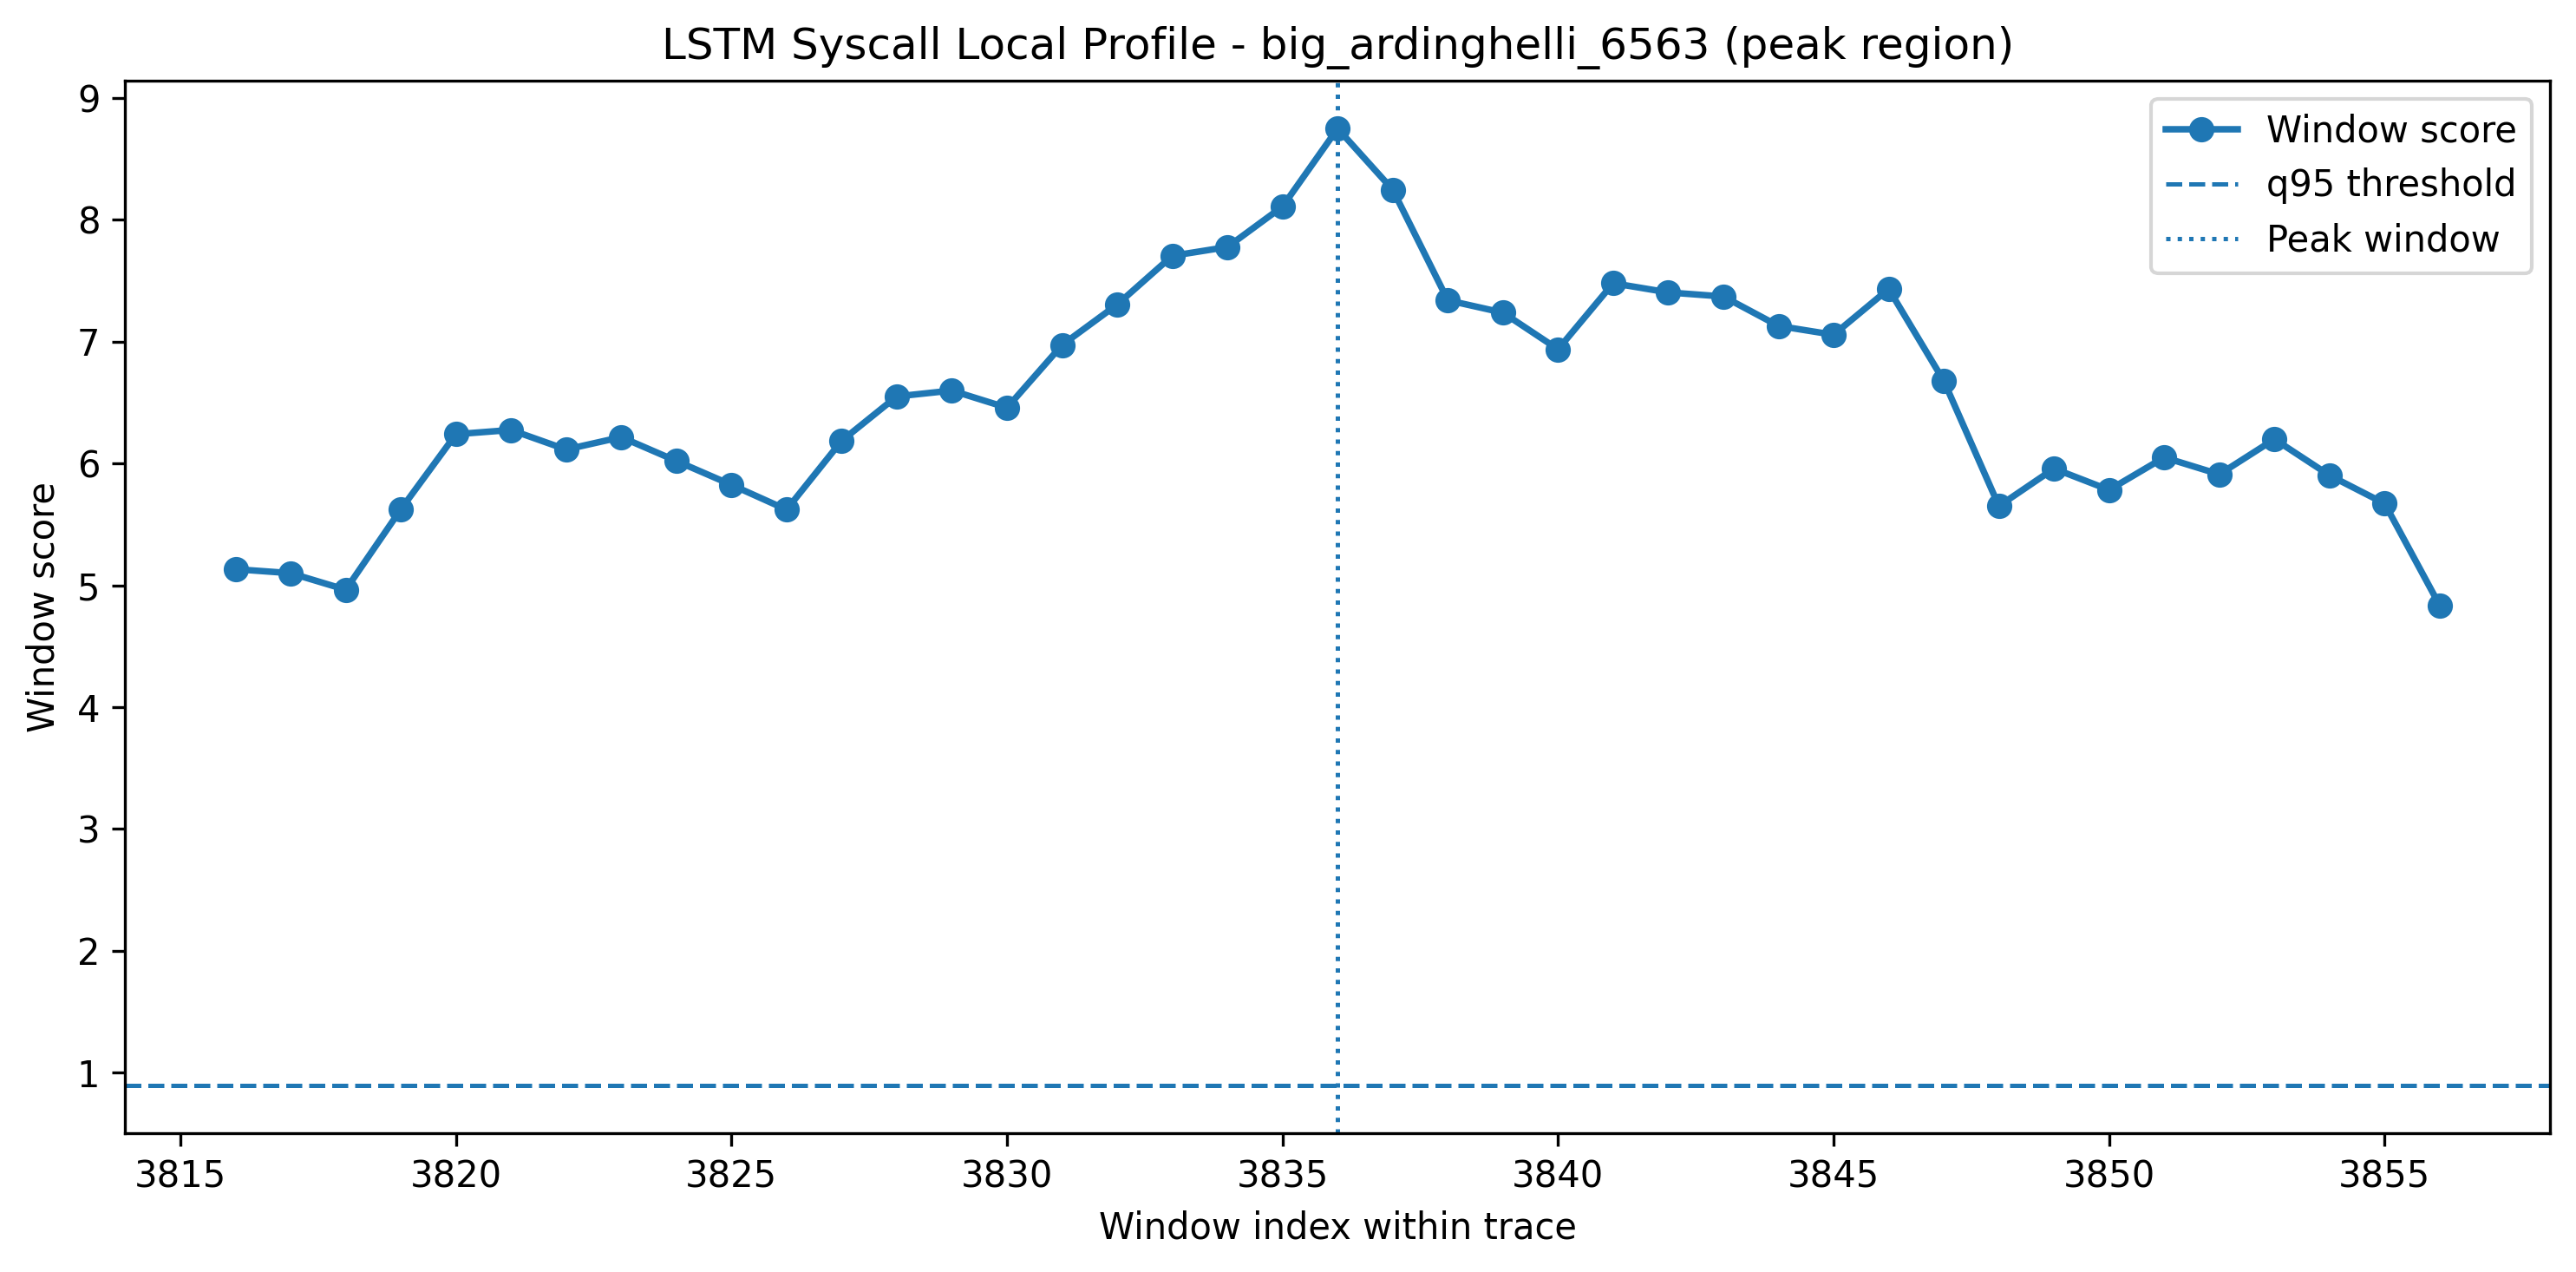 LSTM Syscall Local Profile - big_ardinghelli_6563 (peak region)
Window score
q95 threshold
Peak window
9
8
7
6
5
4
3
2
1
Window score
3815 3820 3825 3830 3835 3840 3845 3850 3855
Window index within trace